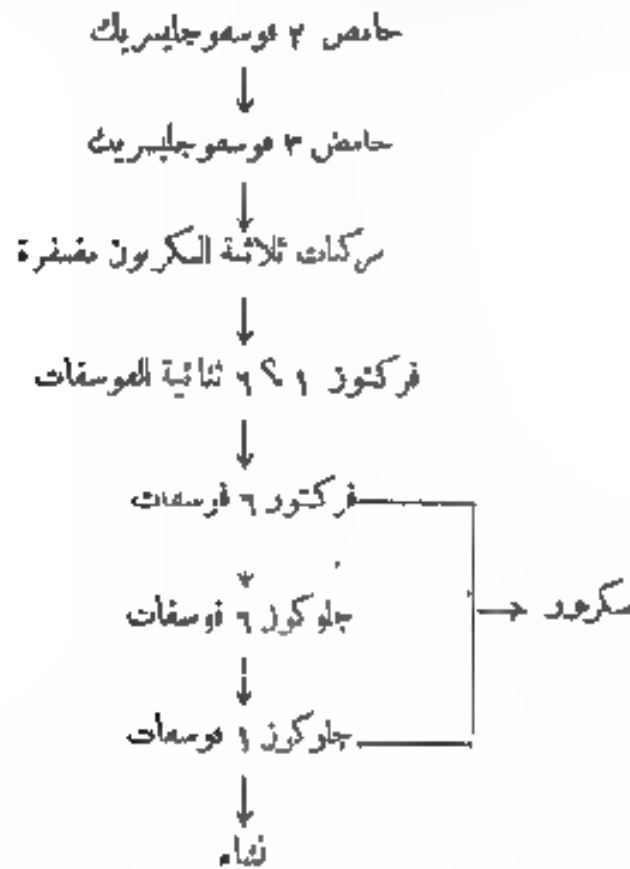 حامض ٢ فوسفوجليسريك
حامض ٣ فوسفوجليسريك
مركبات ثلاثية الكربون مفسفرة
فركتوز ١ ؟ ٦ ثنائية الفوسفات
فركتوز ٦ فوسفات
جلوكوز ٦ فوسفات
سكروز
جلوكوز ١ فوسفات
نشاء